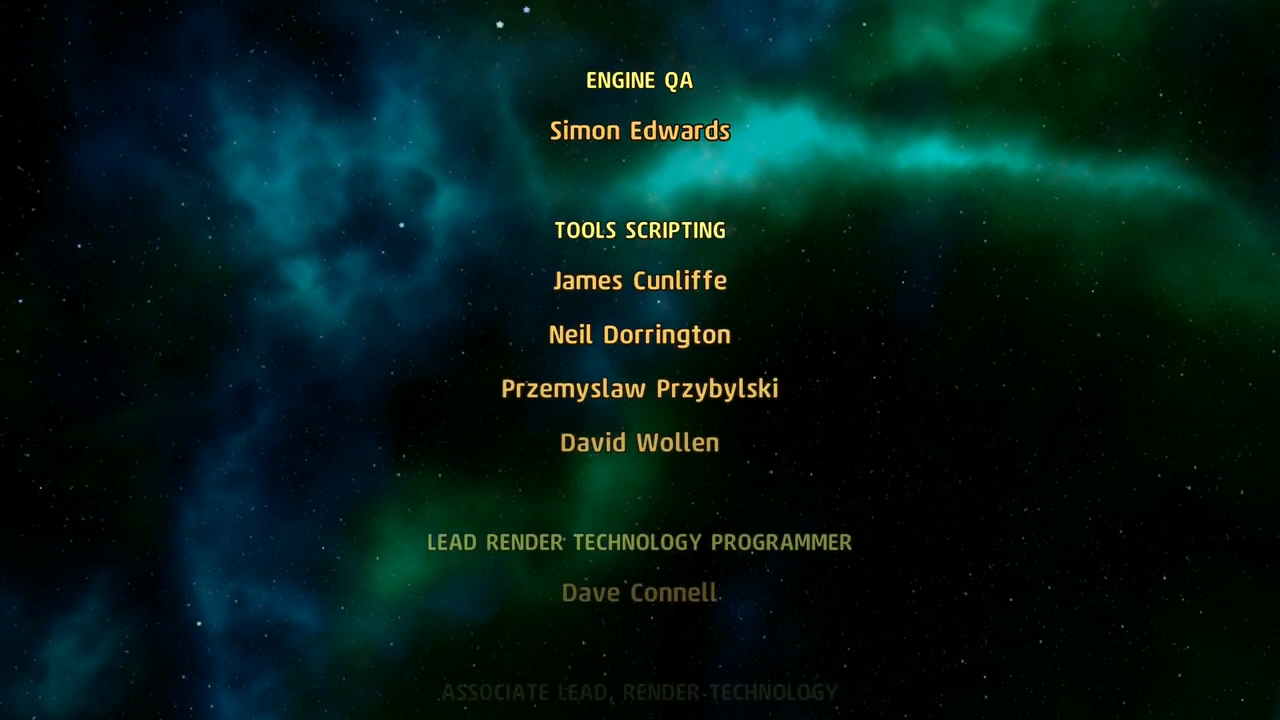 ENGINE QA
Simon Edwards
TOOLS SCRIPTING
James Cunliffe
Neil Dorrington
Przemyslaw Przybylski
David Wollen
LEAD RENDER TECHNOLOGY PROGRAMMER
Dave Connell
ASSOCIATE LEAD, RENDER TECHNOLOGY